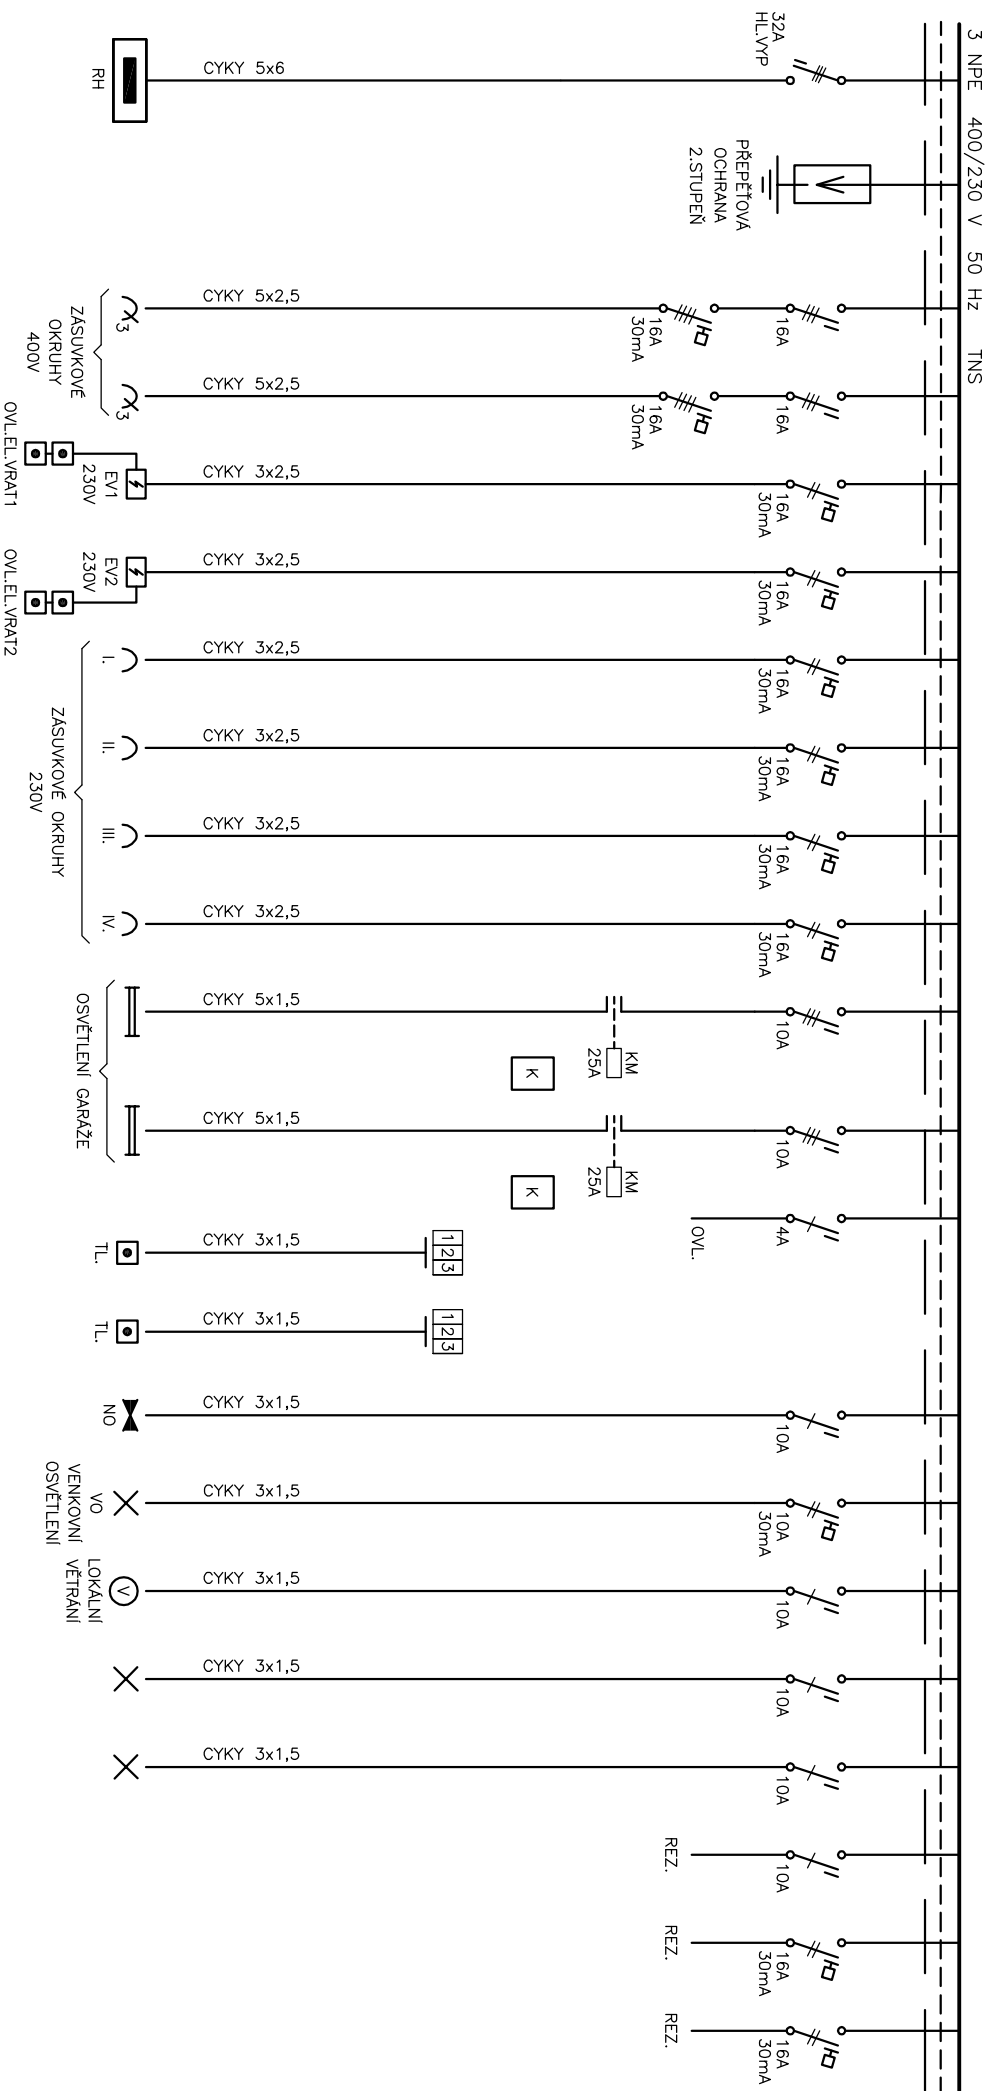 3 NPE 400/230 V 50 Hz TNS
32A
HL.VYP
CYKY 5x6
RH
PŘEPĚŤOVÁ
OCHRANA
2.STUPEŇ
16A
16A
30mA
CYKY 5x2,5
3
16A
16A
30mA
CYKY 5x2,5
3
ZÁSUVKOVÉ
OKRUHY
400V
16A
30mA
CYKY 3x2,5
EV1
230V
OVL.EL.VRAT1
16A
30mA
CYKY 3x2,5
EV2
230V
OVL.EL.VRAT2
16A
30mA
CYKY 3x2,5
I.
16A
30mA
CYKY 3x2,5
II.
16A
30mA
CYKY 3x2,5
III.
16A
30mA
CYKY 3x2,5
IV.
ZÁSUVKOVÉ OKRUHY
230V
10A
KM
25A
K
CYKY 5x1,5
10A
KM
25A
K
CYKY 5x1,5
OSVĚTLENÍ GARÁŽE
4A
OVL.
1 2 3
CYKY 3x1,5
TL.
1 2 3
CYKY 3x1,5
TL.
10A
CYKY 3x1,5
NO
10A
30mA
CYKY 3x1,5
VO
VENKOVNÍ
OSVĚTLENÍ
10A
CYKY 3x1,5
V
LOKÁLNÍ
VĚTRÁNÍ
10A
CYKY 3x1,5
10A
CYKY 3x1,5
10A
REZ.
16A
30mA
REZ.
16A
30mA
REZ.